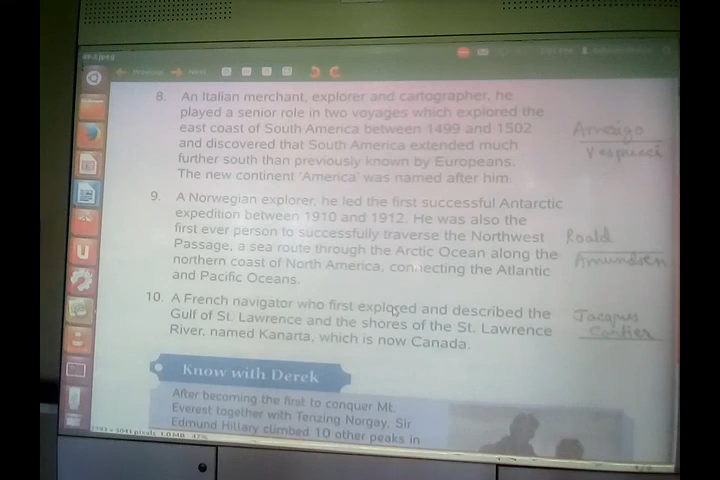 Previous Next
8. An Italian merchant, explorer and cartographer, he
played a senior role in two voyages which explored the
east coast of South America between 1499 and 1502
and discovered that South America extended much
further south than previously known by Europeans.
The new continent 'America' was named after him.
Amerigo
Vespucci
9. A Norwegian explorer, he led the first successful Antarctic
expedition between 1910 and 1912. He was also the
first ever person to successfully traverse the Northwest
Passage, a sea route through the Arctic Ocean along the
northern coast of North America, connecting the Atlantic
and Pacific Oceans.
Roald
Amundsen
10. A French navigator who first explored and described the
Gulf of St. Lawrence and the shores of the St. Lawrence
River, named Kanarta, which is now Canada.
Jacques
Cartier
Know with Derek
After becoming the first to conquer Mt.
Everest together with Tenzing Norgay, Sir
Edmund Hillary climbed 10 other peaks in
pixels 1.0 MB 47%